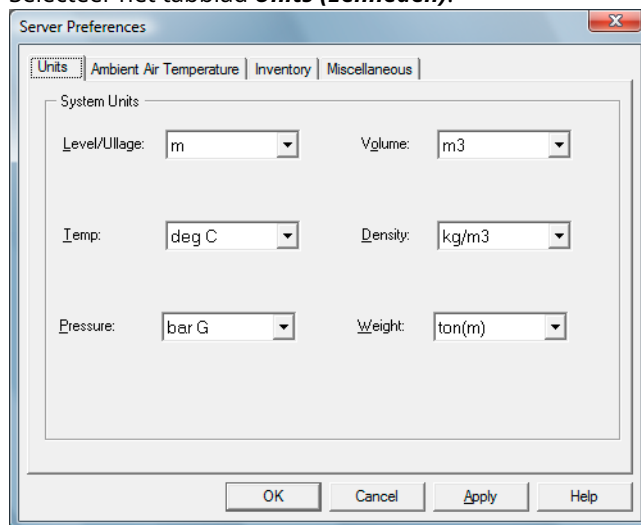 Selecteer het tabblad Units (Eenheden).
Server Preferences
Units Ambient Air Temperature Inventory Miscellaneous
System Units
Level/Ullage: m Volume: m3
Temp: deg C Density: kg/m3
Pressure: bar G Weight: ton(m)
OK Cancel Apply Help